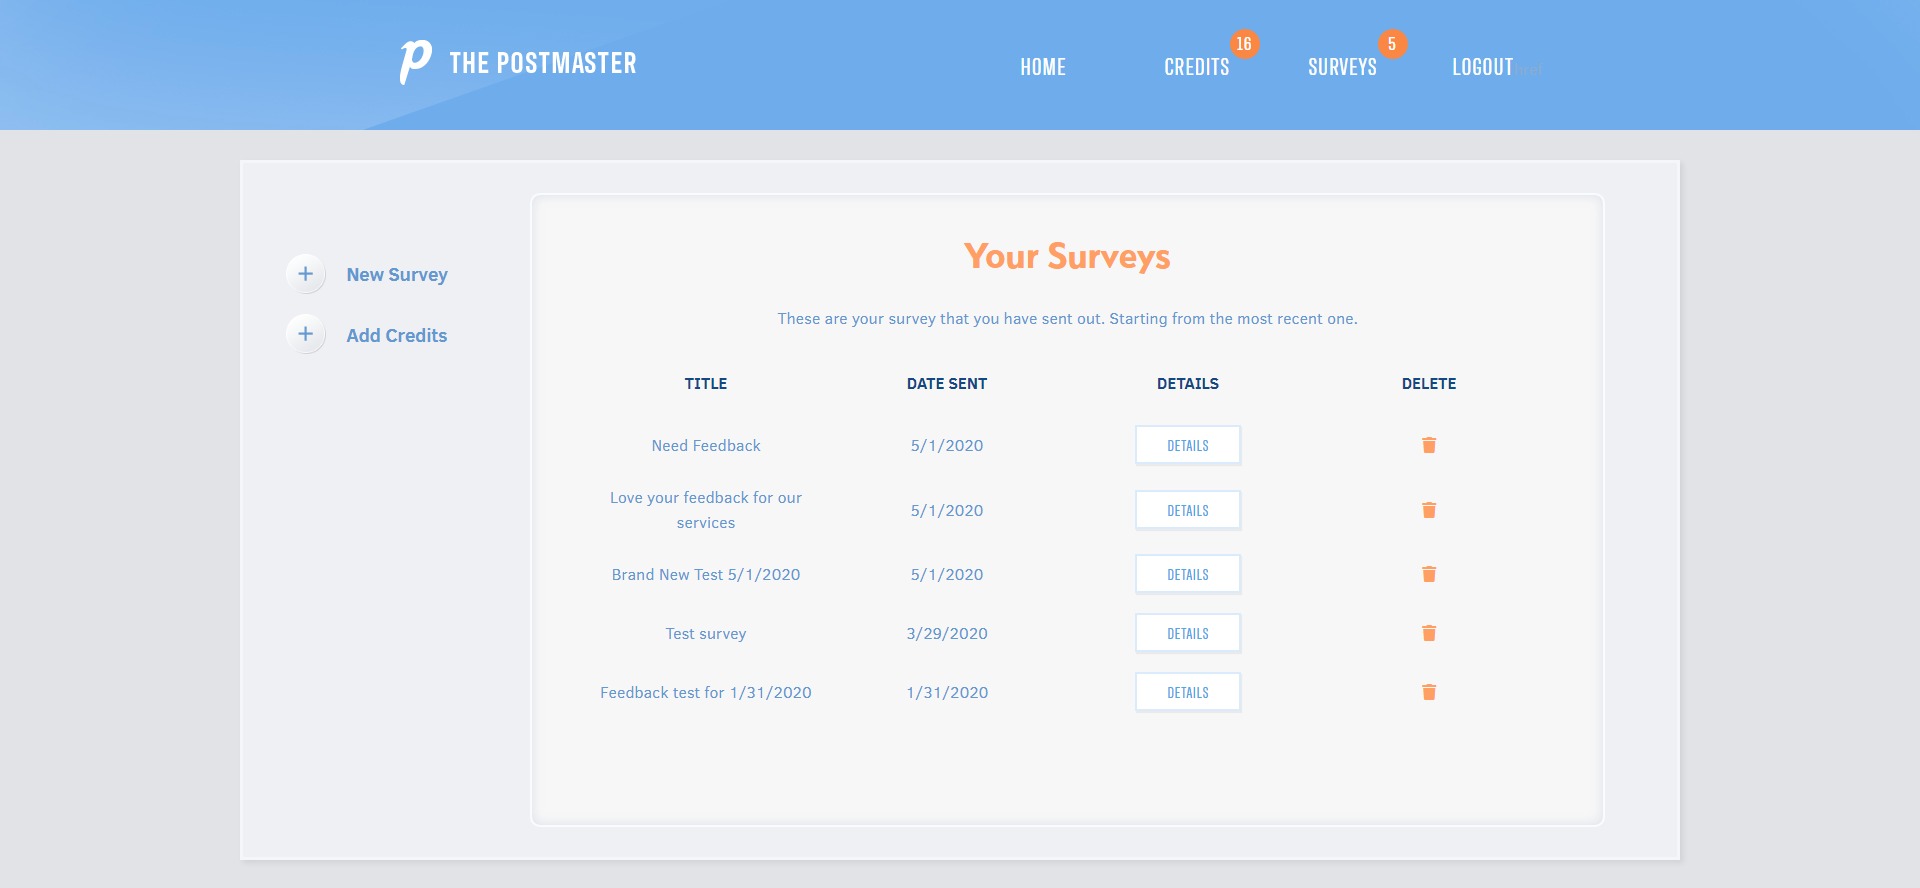 p THE POSTMASTER
HOME
CREDITS
16
SURVEYS
5
LOGOUT
New Survey
Add Credits
Your Surveys
These are your survey that you have sent out. Starting from the most recent one.
TITLE DATE SENT DETAILS DELETE
Need Feedback 5/1/2020 DETAILS
Love your feedback for our
services 5/1/2020 DETAILS
Brand New Test 5/1/2020 5/1/2020 DETAILS
Test survey 3/29/2020 DETAILS
Feedback test for 1/31/2020 1/31/2020 DETAILS